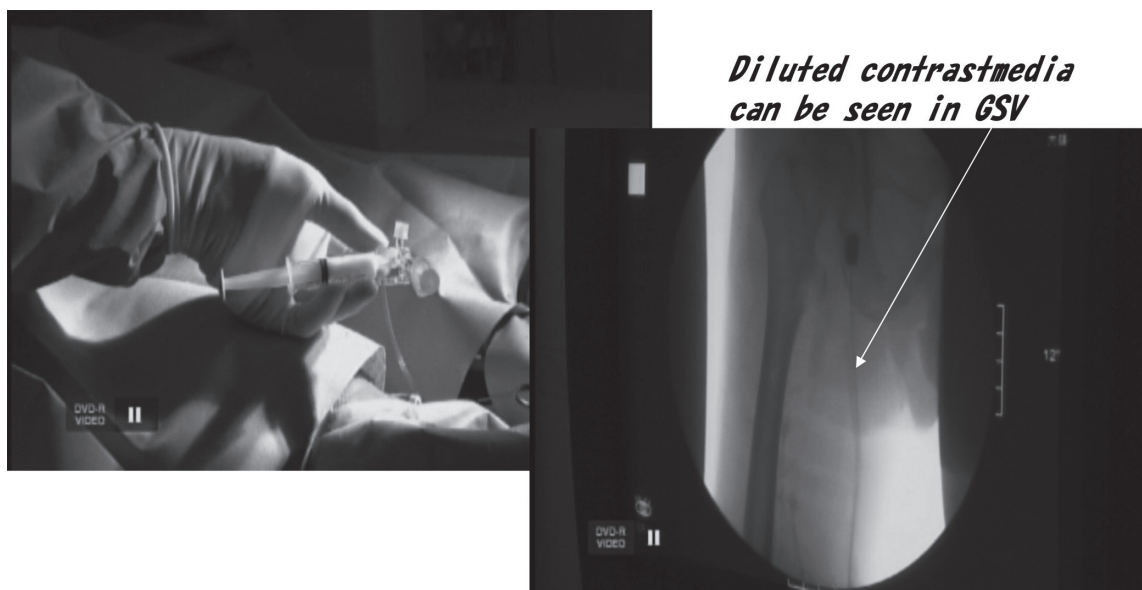 Diluted contrastmedia
can be seen in GSV
DVD-R
VIDEO
12"
DVD-R
VIDEO